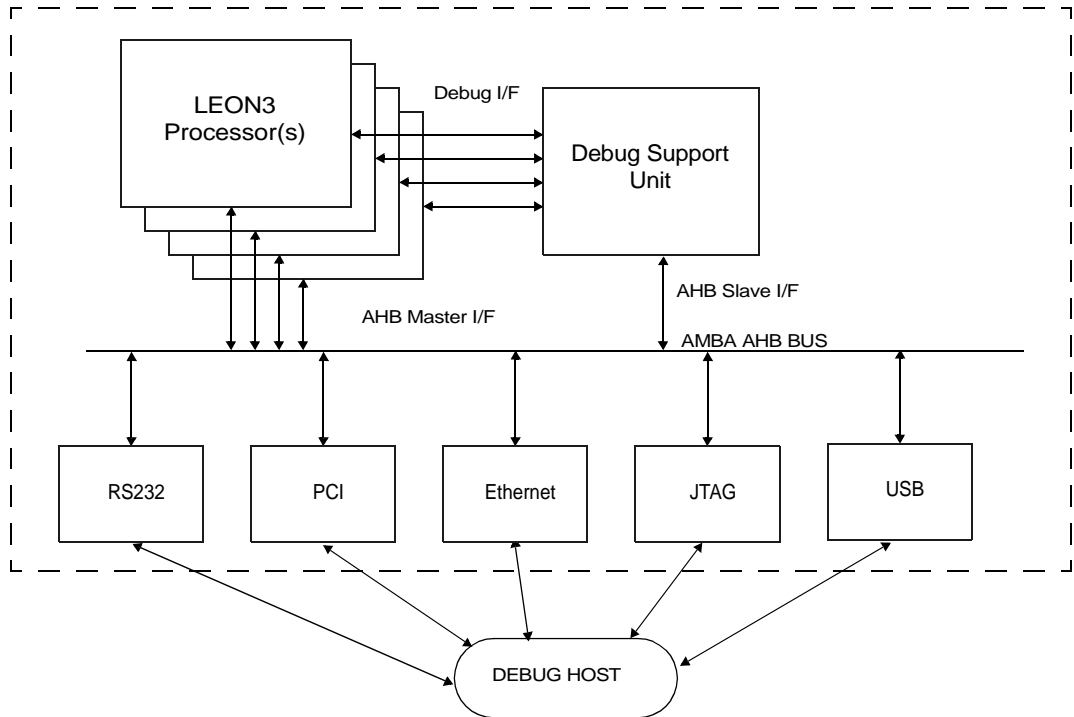 LEON3
Processor(s)
Debug I/F
Debug Support
Unit
AHB Slave I/F
AHB Master I/F
AMBA AHB BUS
RS232
PCI
Ethernet
JTAG
USB
DEBUG HOST